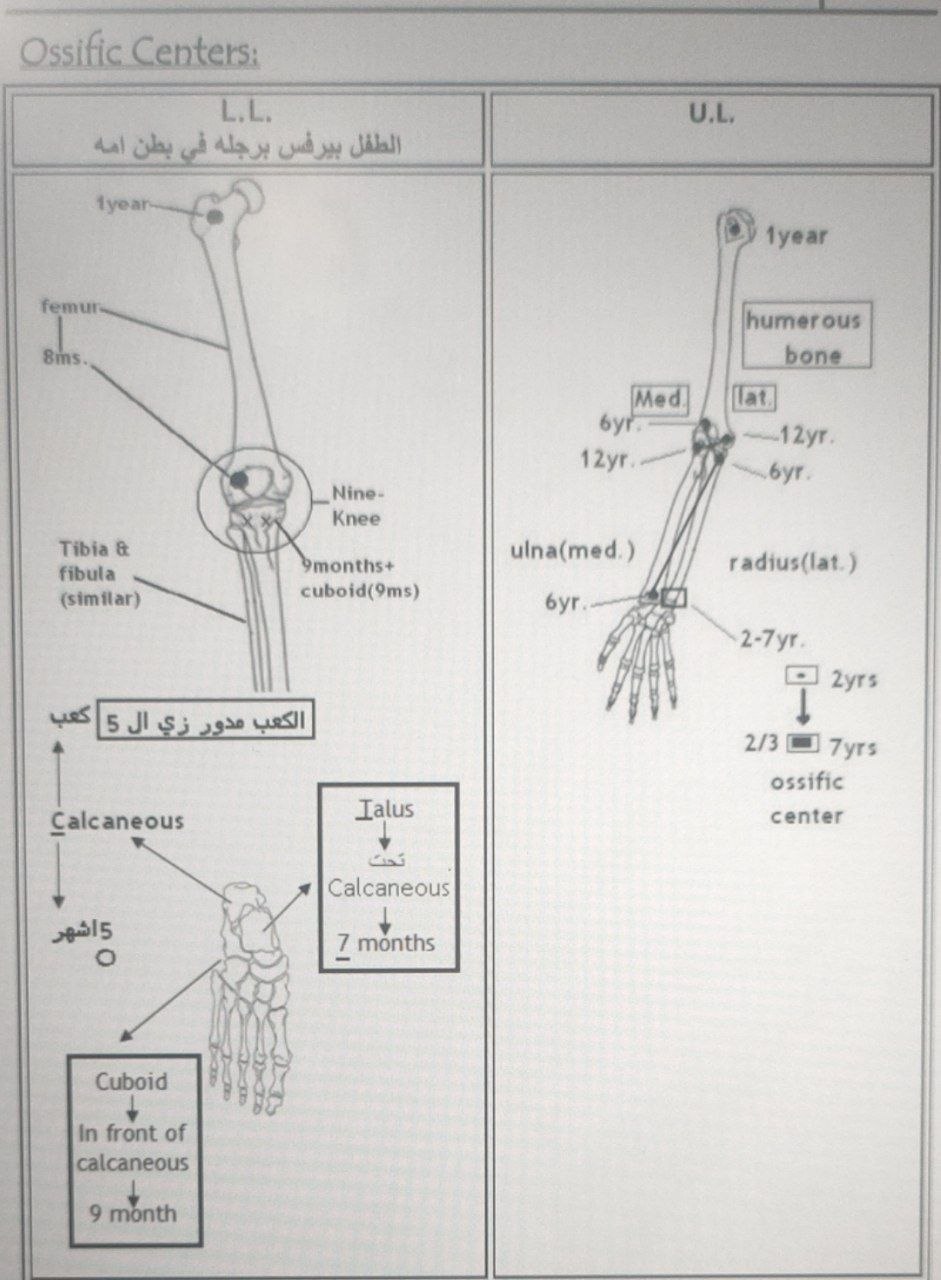 Ossific Centers:
L.L.
الطفل بيرفس برجله في بطن امه
U.L.
1year
femur
8ms.
Nine-
Knee
9months+
cuboid(9ms)
Tibia &
fibula
(similar)
كعب
الكعب مدور زي ال 5
Calcaneous
5اشهر
O
Talus
تحت
Calcaneous
7 months
Cuboid
In front of
calcaneous
9 month
1year
humerous
bone
Med.
lat.
6yr.
12yr.
12yr.
6yr.
ulna(med.)
radius(lat.)
6yr.
2-7yr.
2yrs
2/3
7yrs
ossific
center